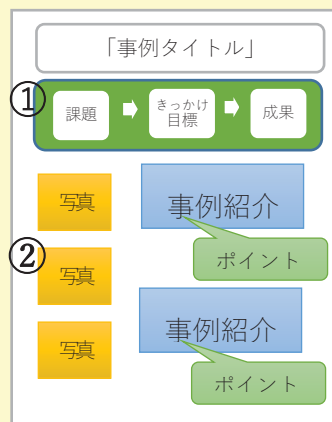 「事例タイトル」
①
課題
きっかけ
目標
成果
②
写真
事例紹介
ポイント
写真
事例紹介
写真
ポイント